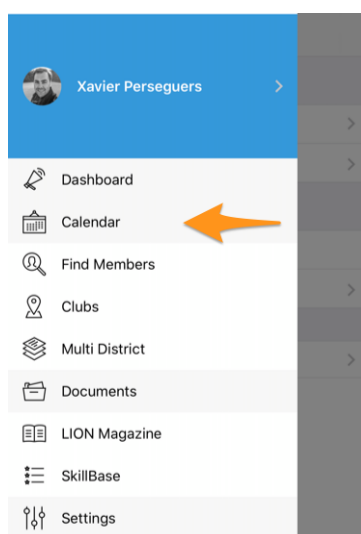 Xavier Perseguers
Dashboard
Calendar
Find Members
Clubs
Multi District
Documents
LION Magazine
SkillBase
Settings